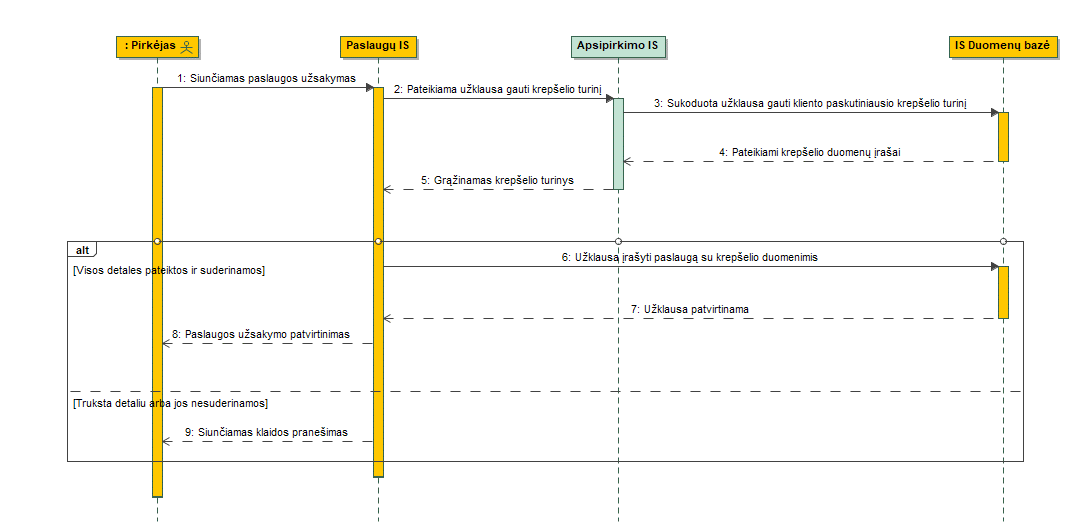 : Pirkėjas
Paslaugų IS
Apsipirkimo IS
IS Duomenų bazė
1: Siunčiamas paslaugos užsakymas
2: Pateikiama užklausa gauti krepšelio turinį
3: Sukoduota užklausa gauti kliento paskutiniausio krepšelio turinį
4: Pateikiami krepšelio duomenų įrašai
5: Grąžinamas krepšelio turinys
alt
[Visos detales pateiktos ir suderinamos]
6: Užklausa įrašyti paslaugą su krepšelio duomenimis
7: Užklausa patvirtinama
8: Paslaugos užsakymo patvirtinimas
[Truksta detaliu arba jos nesuderinamos]
9: Siunčiamas klaidos pranešimas